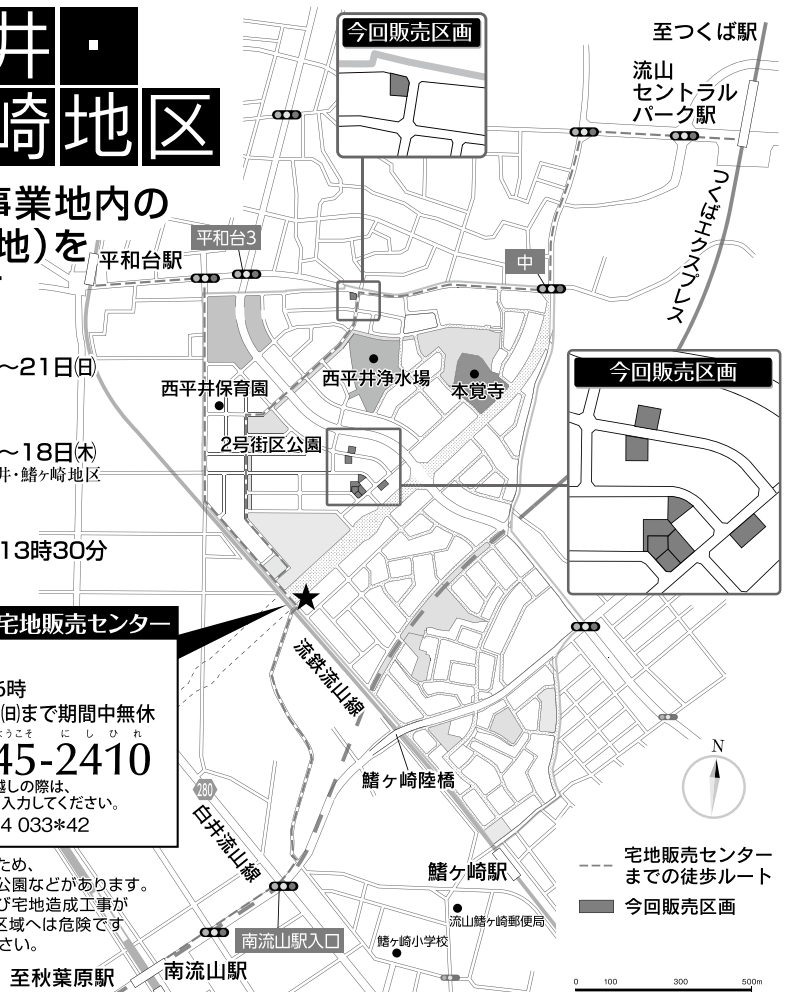 井・
崎地区
事業地内の
地)を
～21日㈰
～18日㈭
井・鰭ヶ崎地区
13時30分
今回販売区画
至つくば駅
流山
セントラル
パーク駅
つくばエクスプレス
平和台駅
平和台3
中
西平井保育園
西平井浄水場
本覚寺
2号街区公園
今回販売区画
宅地販売センター
6時
㈰まで期間中無休
ようこそ にしひれ
45-2410
越しの際は、
入力してください。
4 033*42
ため、
公園などがあります。
び宅地造成工事が
区域へは危険です
さい。
流鉄流山線
鰭ヶ崎陸橋
280
白井流山線
鰭ヶ崎駅
流山鰭ヶ崎郵便局
鰭ヶ崎小学校
南流山駅入口
南流山駅
至秋葉原駅
N
宅地販売センター
までの徒歩ルート
今回販売区画
0 100 300 500m